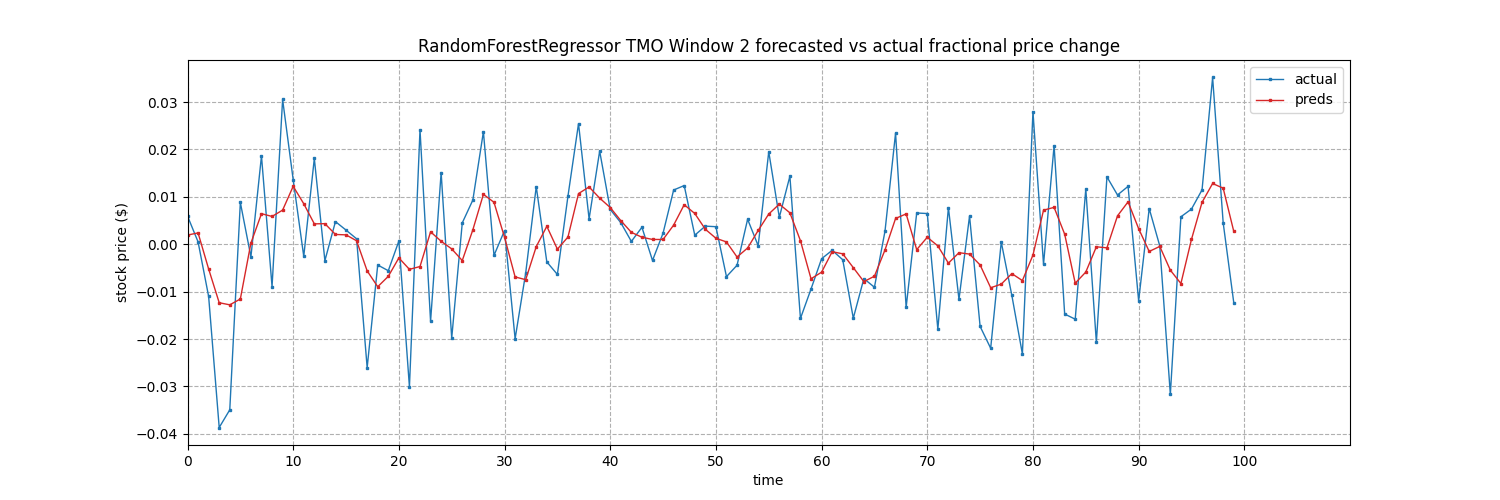 RandomForestRegressor TMO Window 2 forecasted vs actual fractional price change
actual
preds
stock price ($)
0.03
0.02
0.01
0.00
−0.01
−0.02
−0.03
−0.04
0 10 20 30 40 50 60 70 80 90 100
time